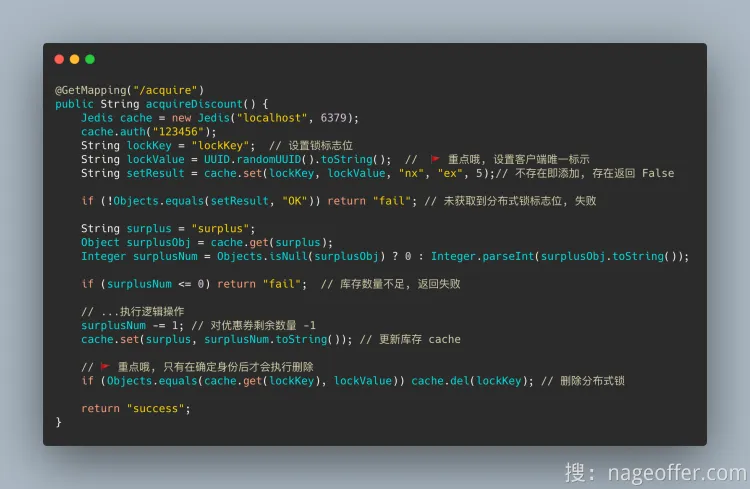 @GetMapping("/acquire")
public String acquireDiscount() {
    Jedis cache = new Jedis("localhost", 6379);
    cache.auth("123456");
    String lockKey = "lockKey";  // 设置锁标志位
    String lockValue = UUID.randomUUID().toString();  // 🚩 重点哦, 设置客户端唯一标示
    String setResult = cache.set(lockKey, lockValue, "nx", "ex", 5);// 不存在即添加, 存在返回 False
    if (!Objects.equals(setResult, "OK")) return "fail"; // 未获取到分布式锁标志位, 失败
    String surplus = "surplus";
    Object surplusObj = cache.get(surplus);
    Integer surplusNum = Objects.isNull(surplusObj) ? 0 : Integer.parseInt(surplusObj.toString());
    if (surplusNum <= 0) return "fail";  // 库存数量不足, 返回失败
    // ...执行逻辑操作
    surplusNum -= 1; // 对优惠券剩余数量 -1
    cache.set(surplus, surplusNum.toString()); // 更新库存 cache
    // 🚩 重点哦, 只有在确定身份后才会执行删除
    if (Objects.equals(cache.get(lockKey), lockValue)) cache.del(lockKey); // 删除分布式锁
    return "success";
}
搜：nageoffer.com